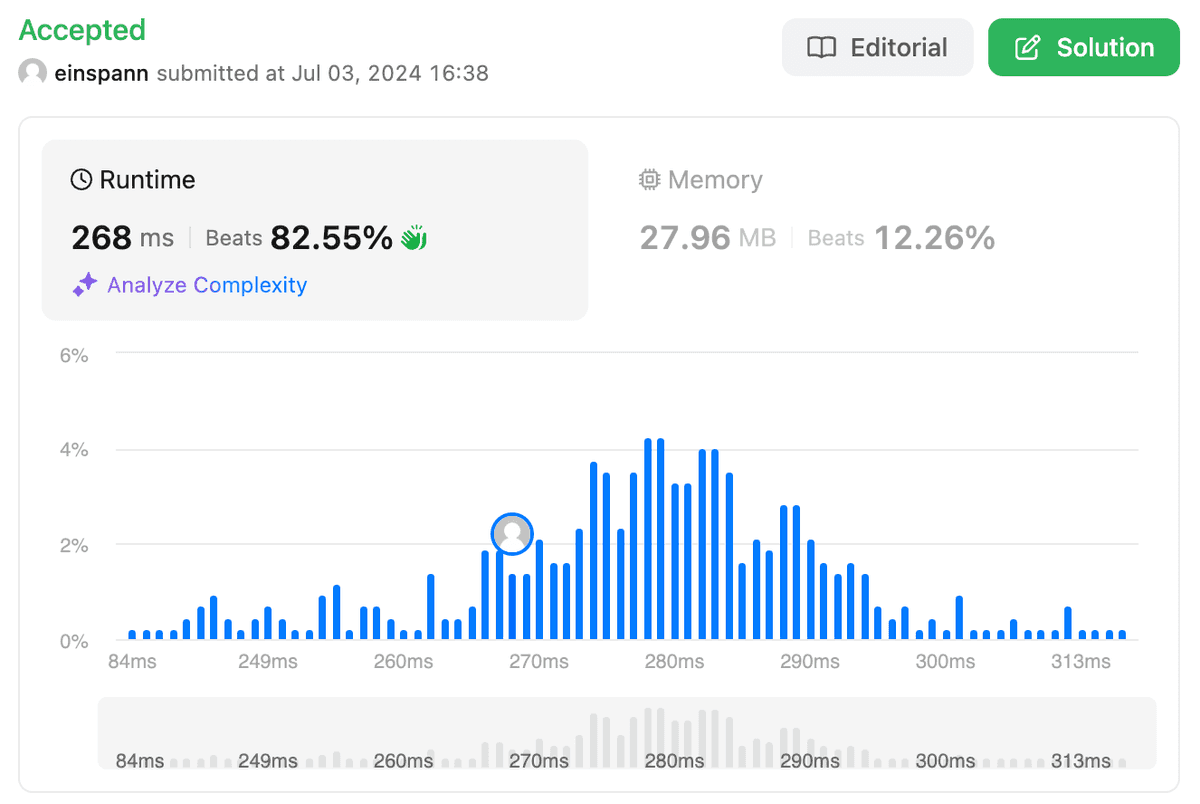 Accepted
einspann submitted at Jul 03, 2024 16:38
Editorial
Solution
Runtime
268 ms Beats 82.55%
Analyze Complexity
Memory
27.96 MB Beats 12.26%
6%
4%
2%
0%
84ms 249ms 260ms 270ms 280ms 290ms 300ms 313ms
84ms 249ms 260ms 270ms 280ms 290ms 300ms 313ms